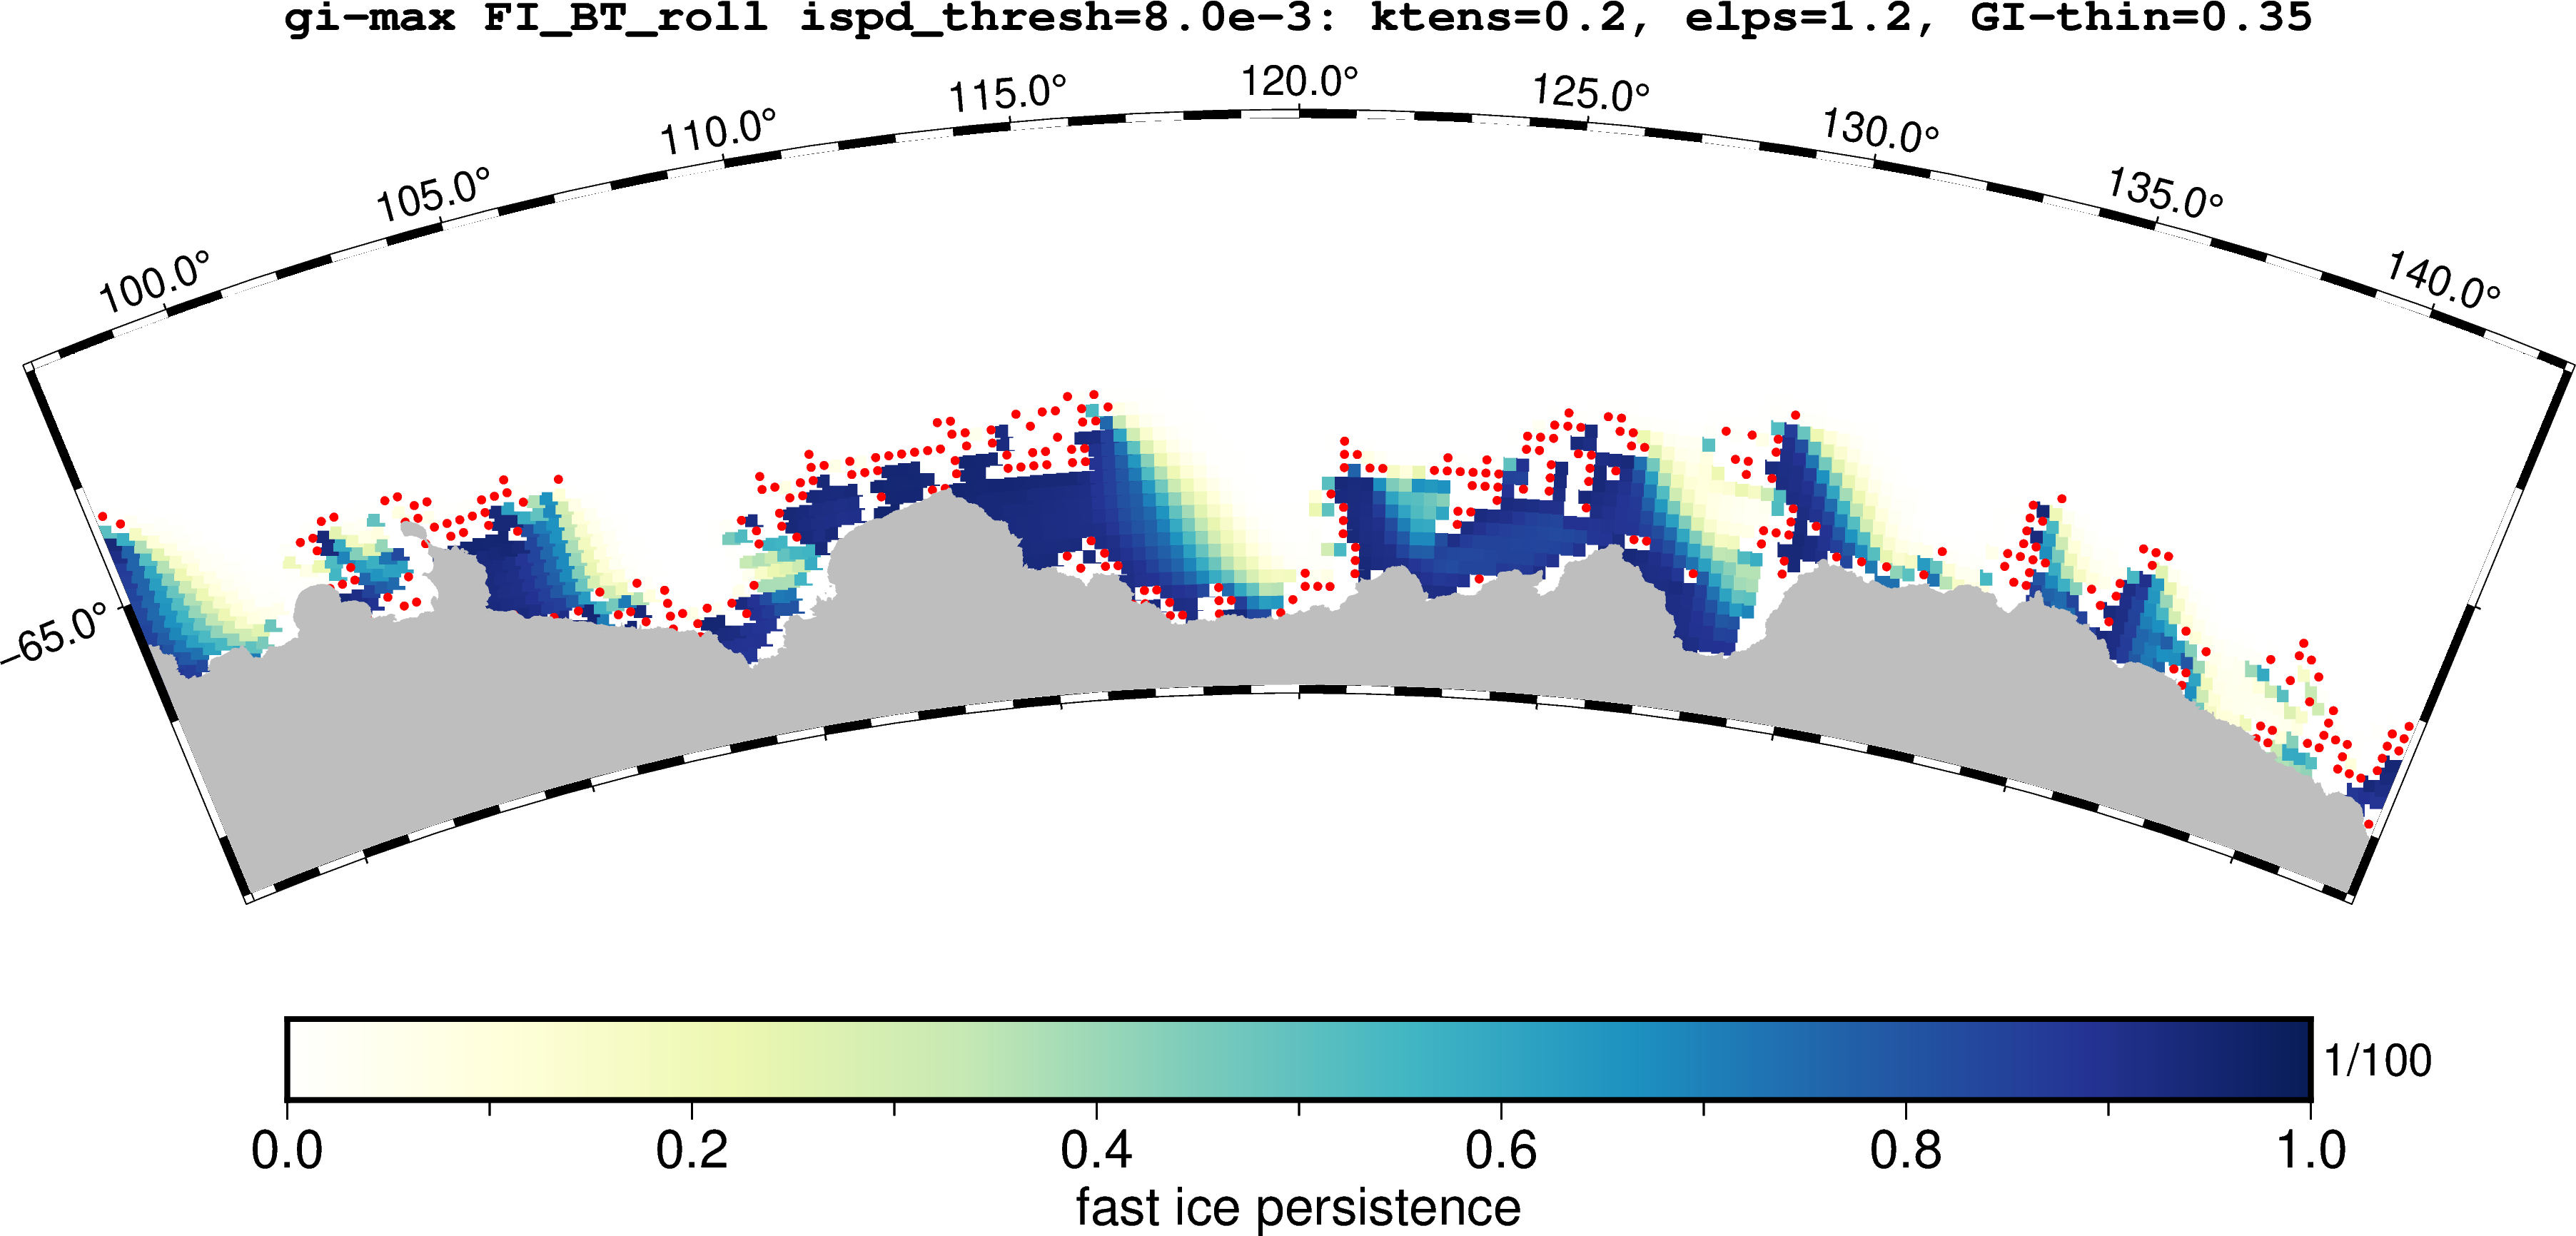 gi-max FI_BT_roll ispd_thresh=8.0e-3: ktens=0.2, elps=1.2, GI-thin=0.35
100.0° 105.0° 110.0° 115.0° 120.0° 125.0° 130.0° 135.0° 140.0°
-65.0°
1/100
0.0 0.2 0.4 0.6 0.8 1.0
fast ice persistence